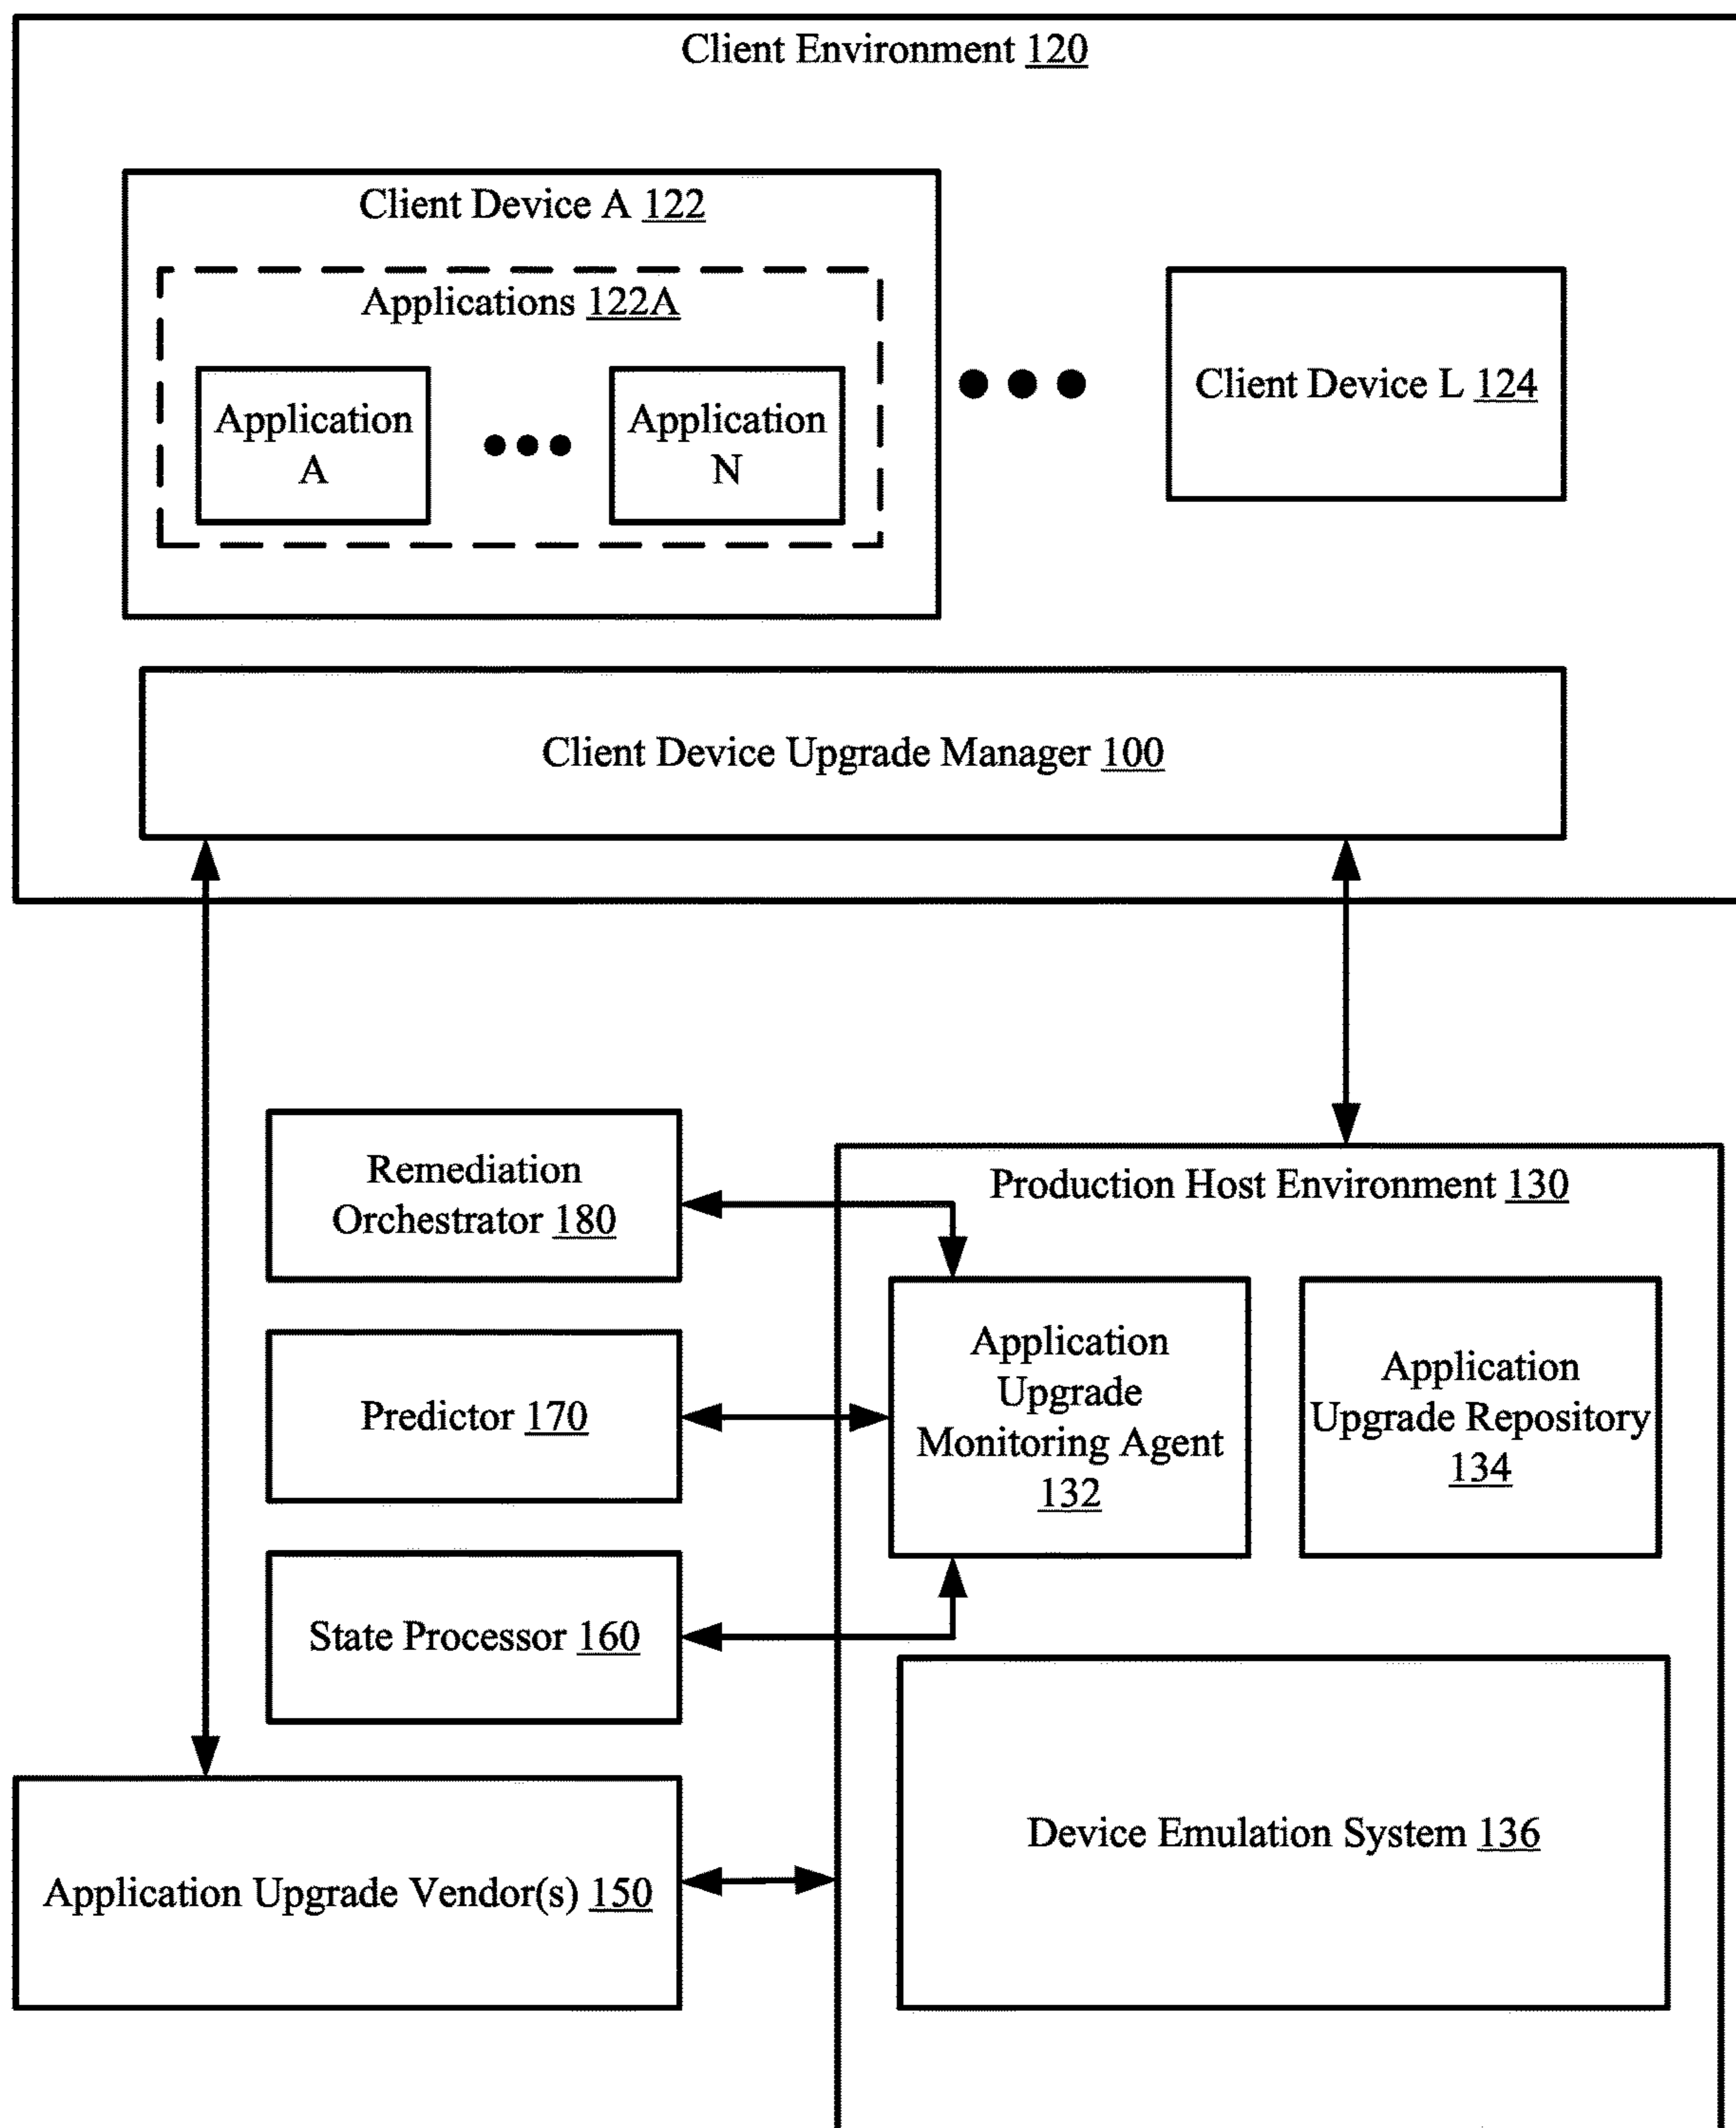 Client Environment 120
Client Device A 122
Applications 122A
Application
A
Application
N
Client Device L 124
Client Device Upgrade Manager 100
Remediation
Orchestrator 180
Production Host Environment 130
Application
Upgrade
Monitoring Agent
132
Application
Upgrade Repository
134
Predictor 170
State Processor 160
Device Emulation System 136
Application Upgrade Vendor(s) 150